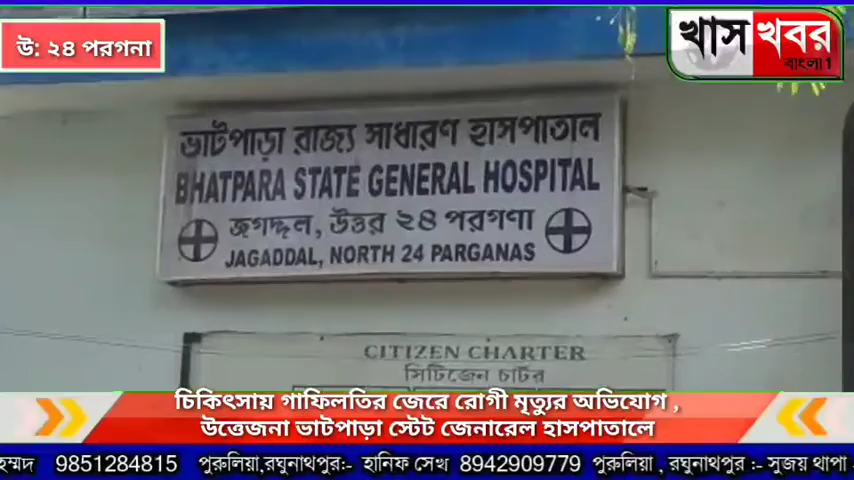 উ: ২৪ পরগনা
খাস খবর
বাংলা 1
ভাটপাড়া রাজ্য সাধারণ হাসপাতাল
BHATPARA STATE GENERAL HOSPITAL
জগদ্দল, উত্তর ২৪ পরগণা
JAGADDAL, NORTH 24 PARGANAS
CITIZEN CHARTER
সিটিজেন চার্টার
চিকিৎসায় গাফিলতির জেরে রোগী মৃত্যুর অভিযোগ ,
উত্তেজনা ভাটপাড়া স্টেট জেনারেল হাসপাতালে
9851284815 পুরুলিয়া,রঘুনাথপুর:- হানিফ সেখ 8942909779 পুরুলিয়া , রঘুনাথপুর :- সুজয় থাপা